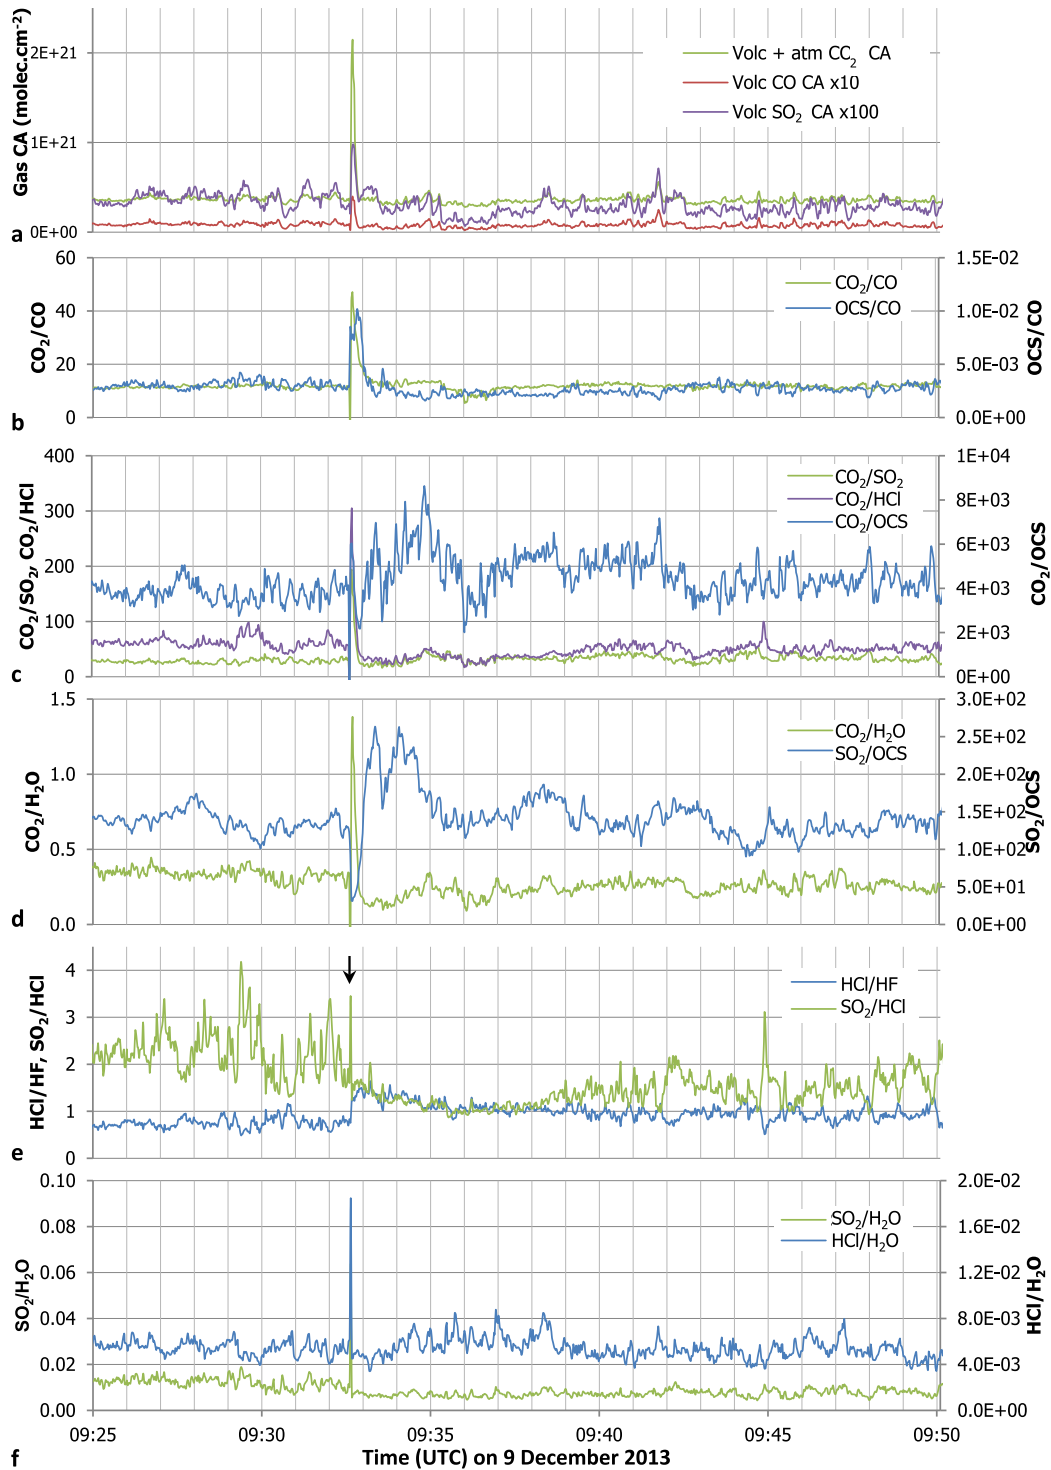 Gas CA (molec.cm⁻²)
2E+21
1E+21
0E+00
Volc + atm CC₂ CA
Volc CO CA x10
Volc SO₂ CA x100
a
CO₂/CO
60
40
20
0
CO₂/CO
OCS/CO
1.5E-02
1.0E-02
5.0E-03
0.0E+00
OCS/CO
b
CO₂/SO₂, CO₂/HCl
400
300
200
100
0
CO₂/SO₂
CO₂/HCl
CO₂/OCS
1E+04
8E+03
6E+03
4E+03
2E+03
0E+00
CO₂/OCS
c
CO₂/H₂O
1.5
1.0
0.5
0.0
CO₂/H₂O
SO₂/OCS
3.0E+02
2.5E+02
2.0E+02
1.5E+02
1.0E+02
5.0E+01
0.0E+00
SO₂/OCS
d
HCl/HF, SO₂/HCl
4
3
2
1
0
HCl/HF
SO₂/HCl
e
SO₂/H₂O
0.10
0.08
0.06
0.04
0.02
0.00
SO₂/H₂O
HCl/H₂O
2.0E-02
1.6E-02
1.2E-02
8.0E-03
4.0E-03
0.0E+00
HCl/H₂O
09:25 09:30 09:35 09:40 09:45 09:50
Time (UTC) on 9 December 2013
f